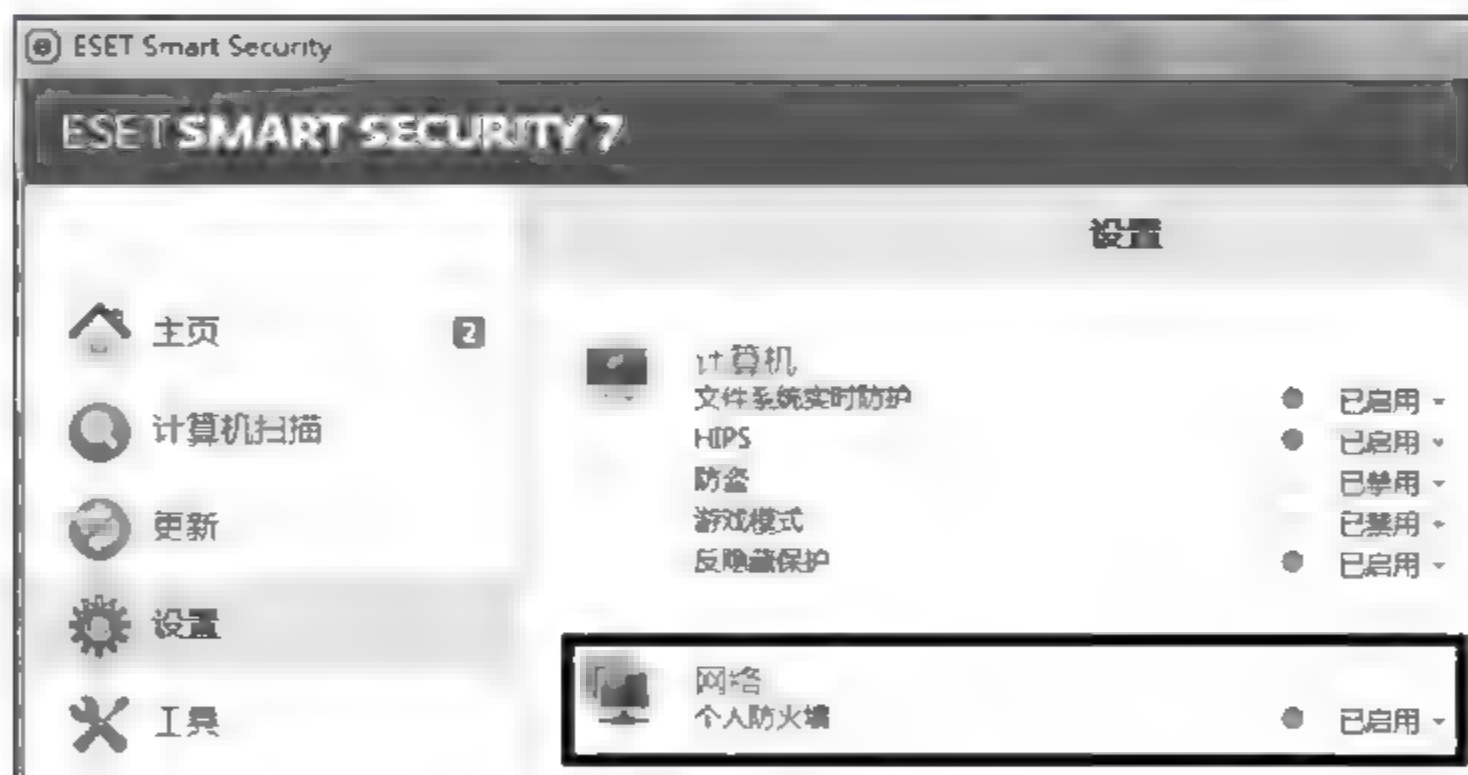 ESET Smart Security
ESET SMART SECURITY 7
设置
主页 2
计算机扫描
更新
设置
工具
计算机
文件系统实时防护 已启用
HIPS 已启用
防盗 已禁用
游戏模式 已禁用
反隐藏保护 已启用
网络
个人防火墙 已启用